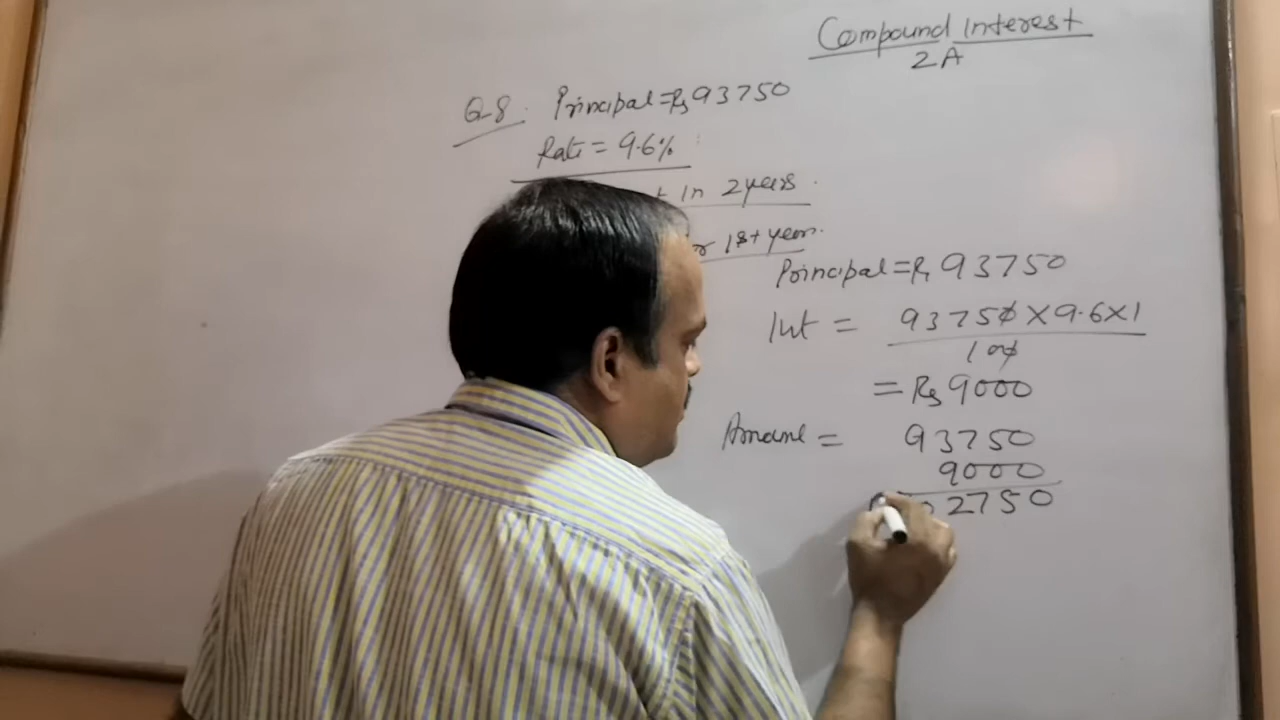 Compound Interest
2A
Q-8. Principal = Rs 93750
Rate = 9.6%
In 2 years.
1st year.
Principal = Rs 93750
Int = 93750 X 9.6 X 1
100
= Rs 9000
Amount = 93750
9000
2750